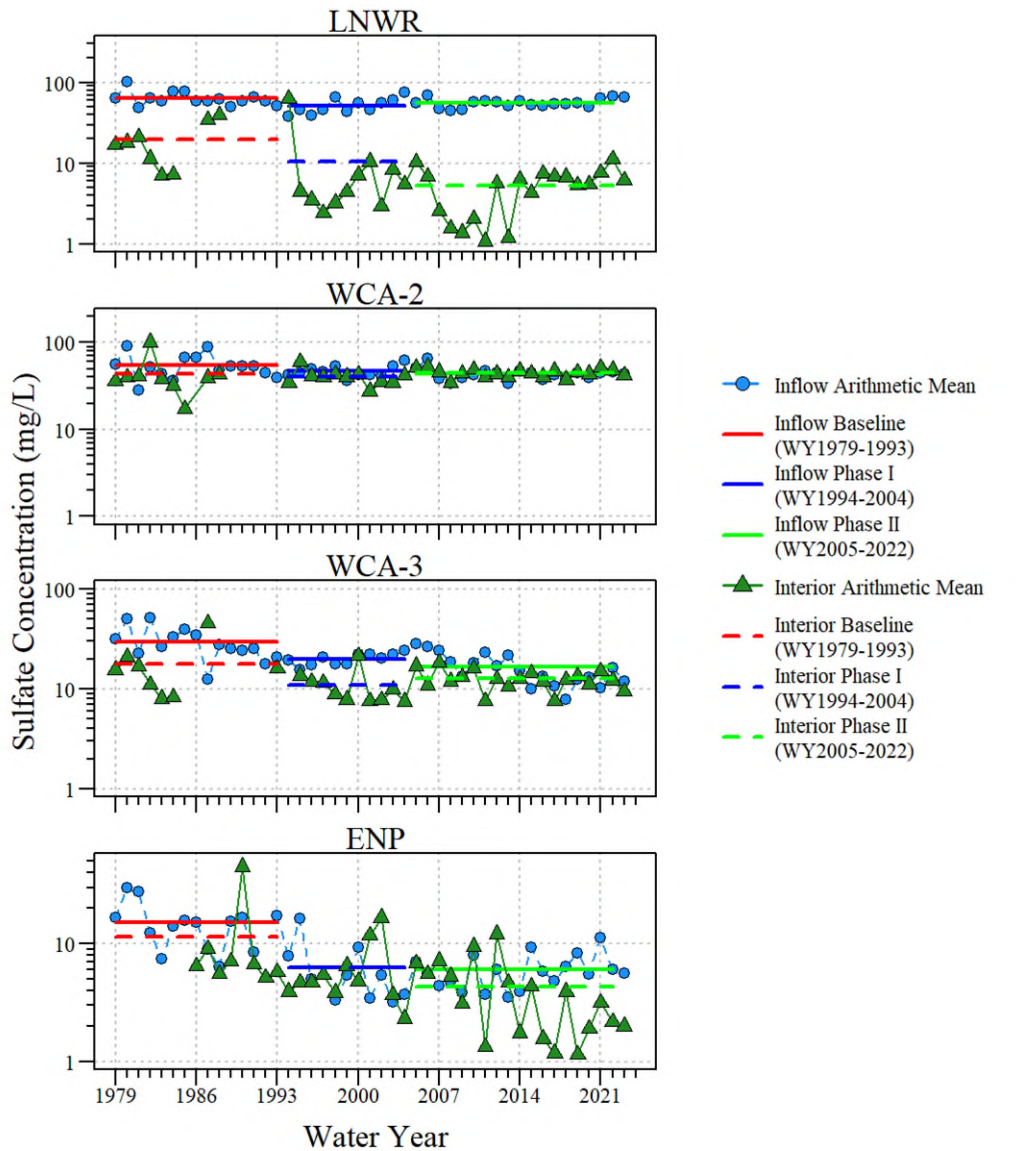 LNWR
100
10
1
WCA-2
100
10
1
WCA-3
100
10
1
ENP
10
1
1979 1986 1993 2000 2007 2014 2021
Water Year
Sulfate Concentration (mg/L)
Inflow Arithmetic Mean
Inflow Baseline
(WY1979-1993)
Inflow Phase I
(WY1994-2004)
Inflow Phase II
(WY2005-2022)
Interior Arithmetic Mean
Interior Baseline
(WY1979-1993)
Interior Phase I
(WY1994-2004)
Interior Phase II
(WY2005-2022)